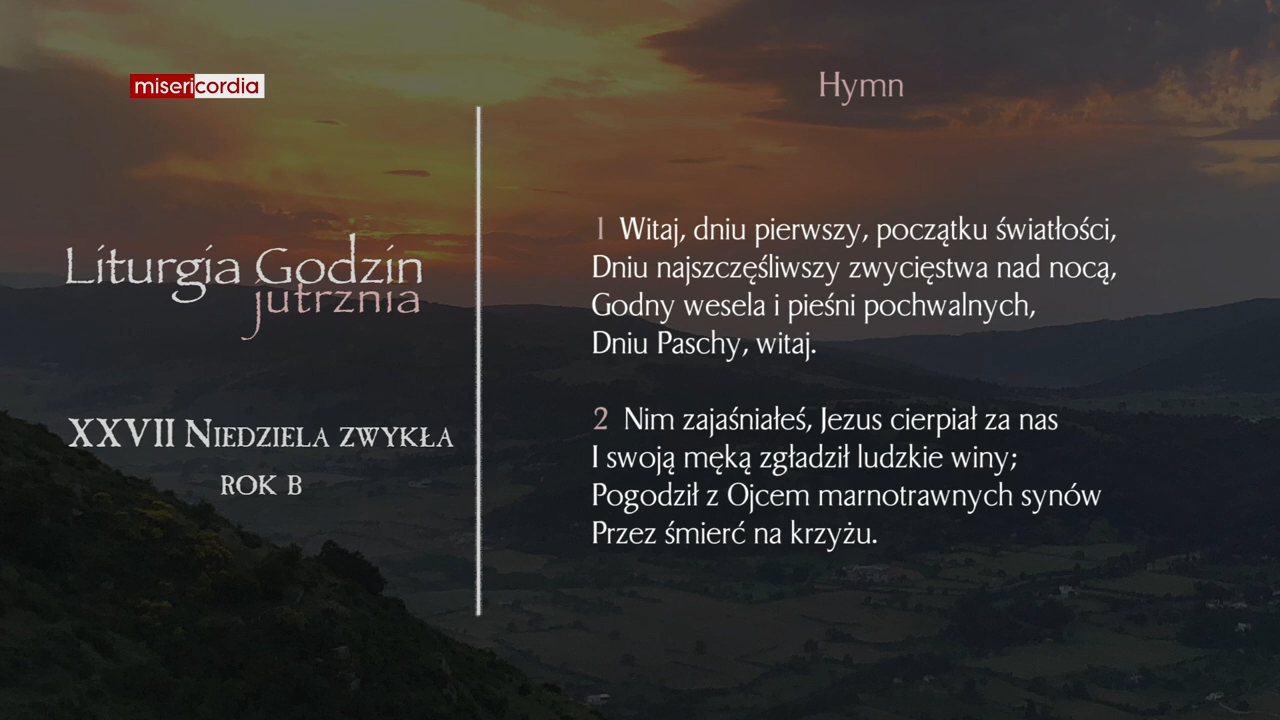 misericordia
Liturgia Godzin
jutrznia
XXVII Niedziela zwykła
rok B
Hymn
1 Witaj, dniu pierwszy, początku światłości,
Dniu najszczęśliwszy zwycięstwa nad nocą,
Godny wesela i pieśni pochwalnych,
Dniu Paschy, witaj.
2 Nim zajaśniałeś, Jezus cierpiał za nas
I swoją męką zgładził ludzkie winy;
Pogodził z Ojcem marnotrawnych synów
Przez śmierć na krzyżu.